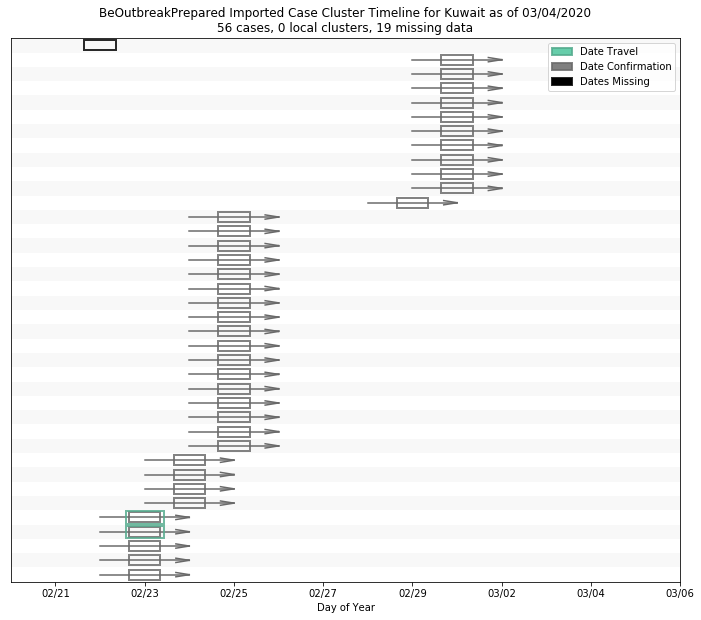 BeOutbreakPrepared Imported Case Cluster Timeline for Kuwait as of 03/04/2020
56 cases, 0 local clusters, 19 missing data
Date Travel
Date Confirmation
Dates Missing
02/21 02/23 02/25 02/27 02/29 03/02 03/04 03/06
Day of Year